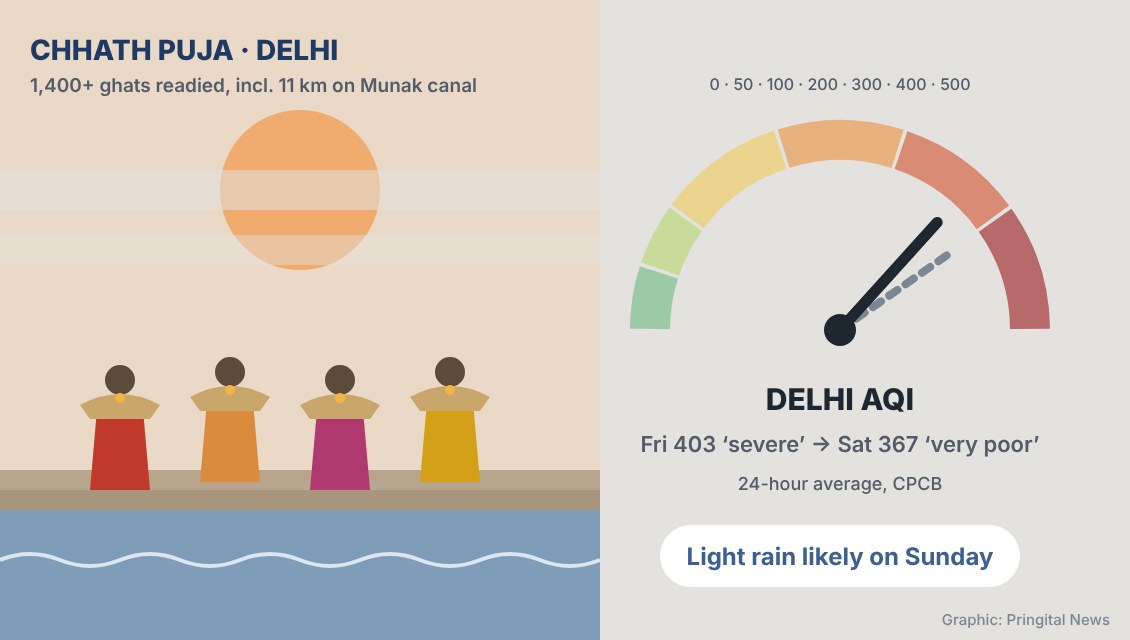 CHHATH PUJA · DELHI
1,400+ ghats readied, incl. 11 km on Munak canal
0 · 50 · 100 · 200 · 300 · 400 · 500
DELHI AQI
Fri 403 ‘severe’ → Sat 367 ‘very poor’
24-hour average, CPCB
Light rain likely on Sunday
Graphic: Pringital News